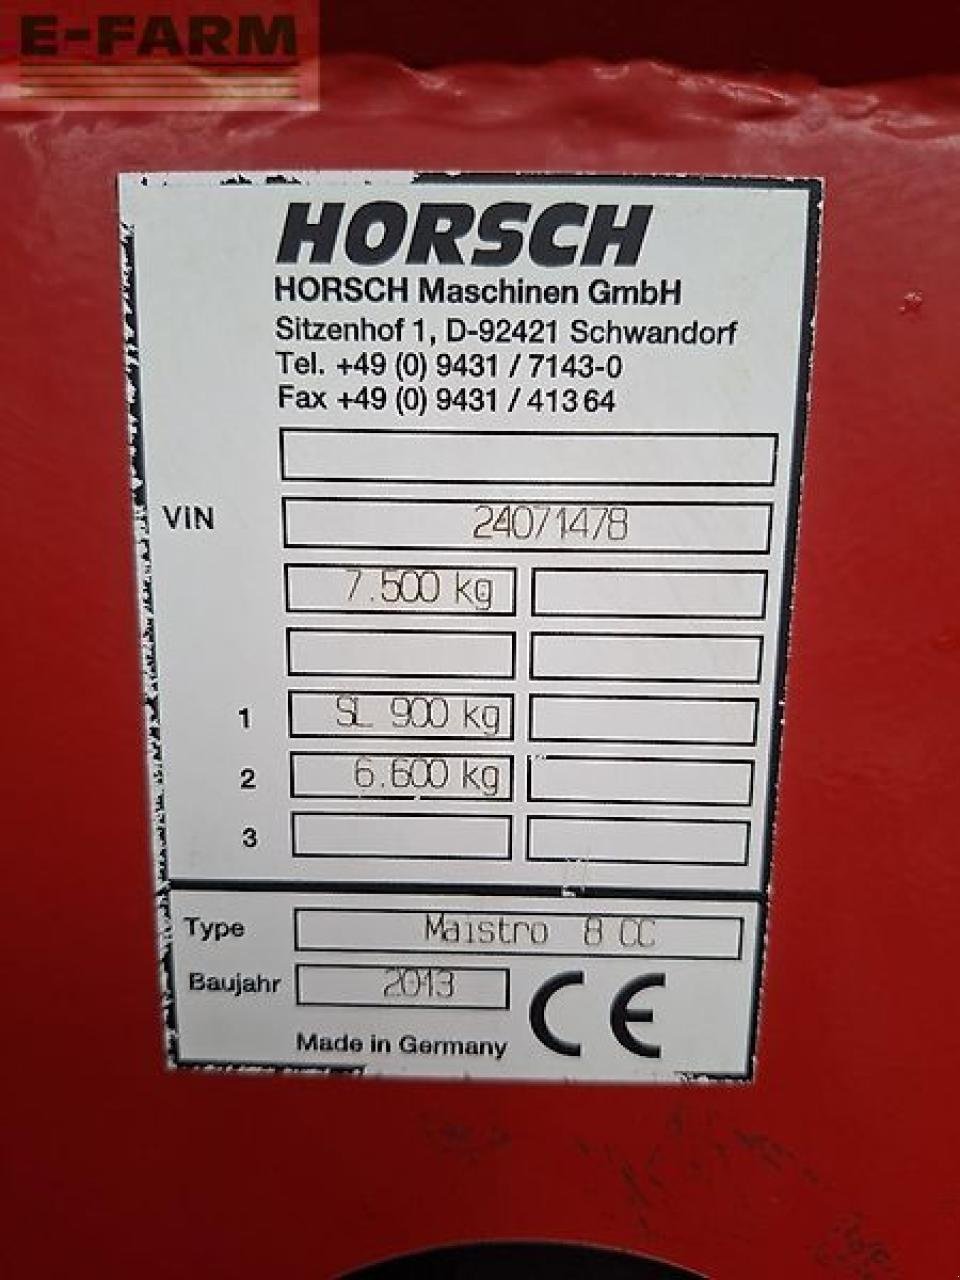 E-FARM
HORSCH
HORSCH Maschinen GmbH
Sitzenhof 1, D-92421 Schwandorf
Tel. +49 (0) 9431 / 7143-0
Fax +49 (0) 9431 / 41364
VIN 24071478
7.500 kg
1 SL 900 kg
2 6.600 kg
3
Type Maistro 8 CC
Baujahr 2013 CE
Made in Germany